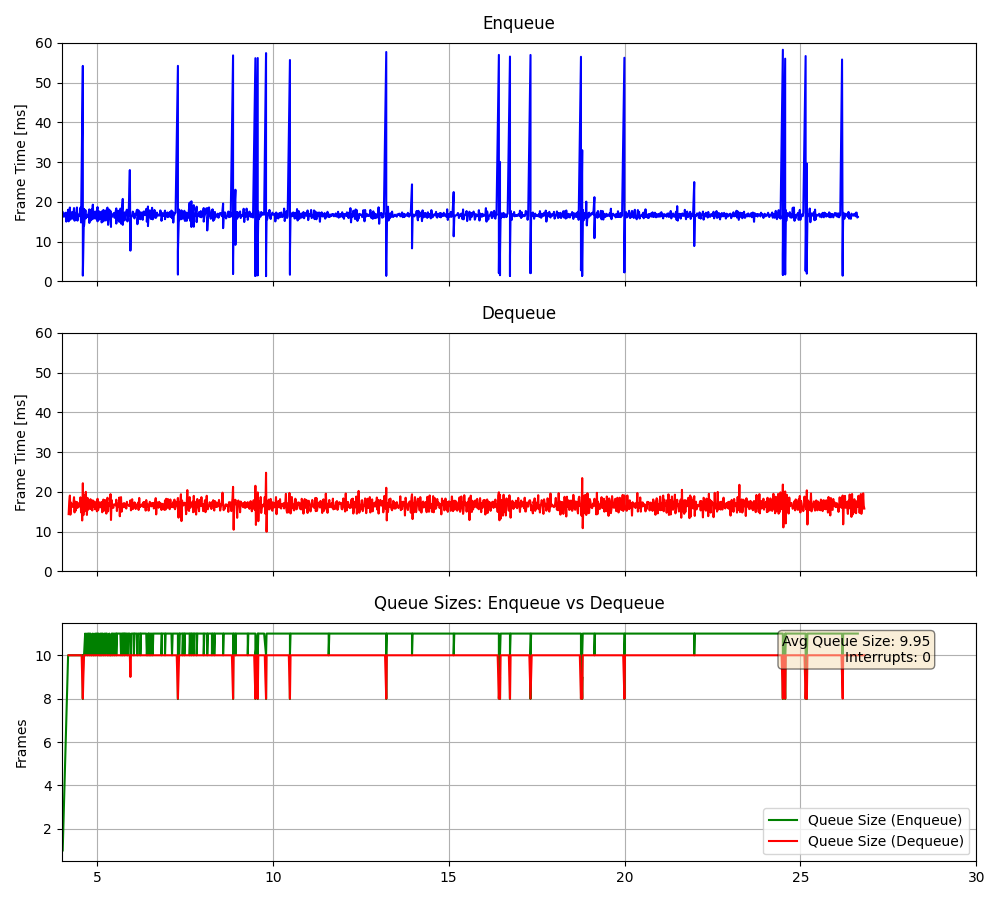 Enqueue
60
50
40
30
20
10
0
Frame Time [ms]
Dequeue
60
50
40
30
20
10
0
Frame Time [ms]
Queue Sizes: Enqueue vs Dequeue
10
8
6
4
2
Frames
Avg Queue Size: 9.95
Interrupts: 0
Queue Size (Enqueue)
Queue Size (Dequeue)
5
10
15
20
25
30